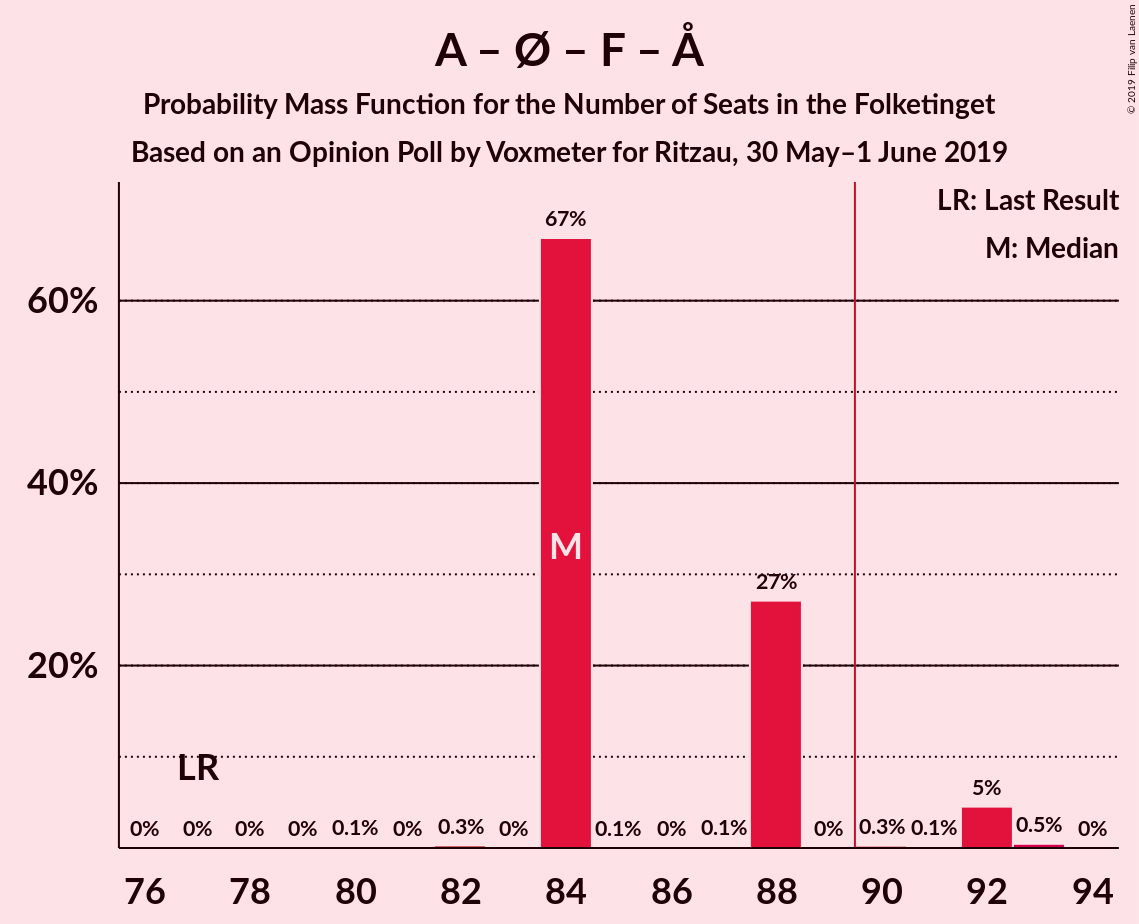 A – Ø – F – Å
Probability Mass Function for the Number of Seats in the Folketinget
Based on an Opinion Poll by Voxmeter for Ritzau, 30 May–1 June 2019
© 2019 Filip van Laenen
LR: Last Result
M: Median
67%
60%
40%
M
27%
20%
LR
5%
0% 0% 0% 0% 0.1% 0% 0.3% 0% 0.1% 0% 0.1% 0% 0.3% 0.1% 0.5% 0%
76 78 80 82 84 86 88 90 92 94